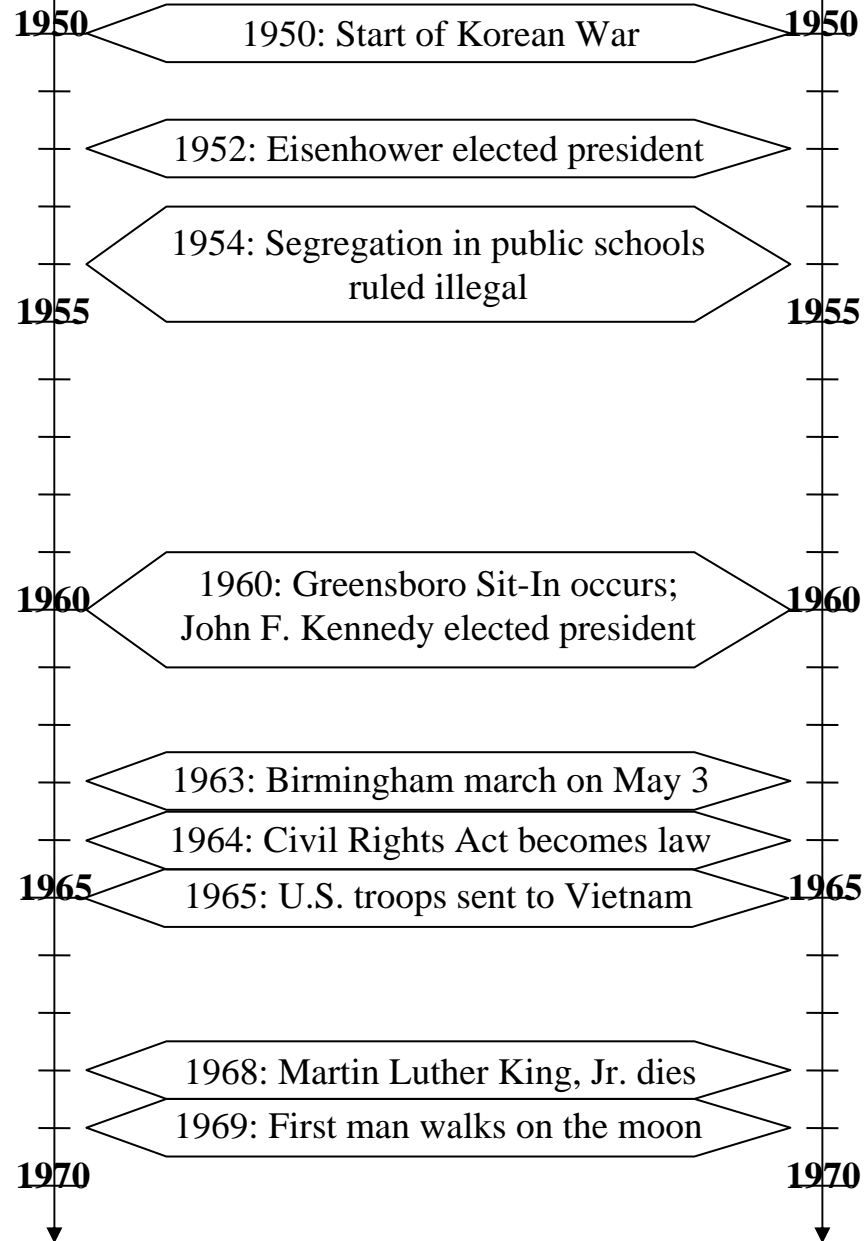 1950 1950
1950: Start of Korean War
1952: Eisenhower elected president
1954: Segregation in public schools
ruled illegal
1955 1955
1960: Greensboro Sit-In occurs;
1960 1960
John F. Kennedy elected president
1963: Birmingham march on May 3
1964: Civil Rights Act becomes law
1965 1965
1965: U.S. troops sent to Vietnam
1968: Martin Luther King, Jr. dies
1969: First man walks on the moon
1970 1970